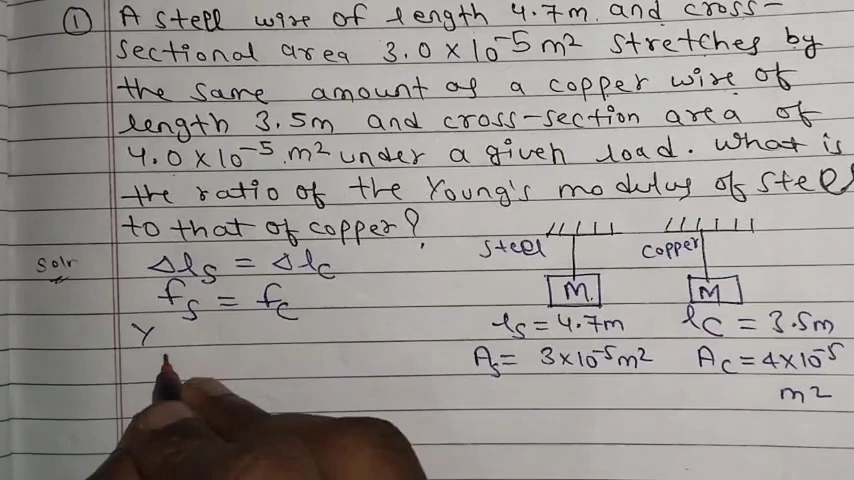 ① A steel wire of length 4.7m and cross-
sectional area 3.0 × 10⁻⁵ m² stretches by
the same amount as a copper wire of
length 3.5m and cross-section area of
4.0 × 10⁻⁵ m² under a given load. What is
the ratio of the Young's modulus of steel
to that of copper?
Soln
Δls = Δlc
fs = fc
Y
steel
copper
M
M
ls = 4.7m
lc = 3.5m
As = 3×10⁻⁵m²
Ac = 4×10⁻⁵
m²